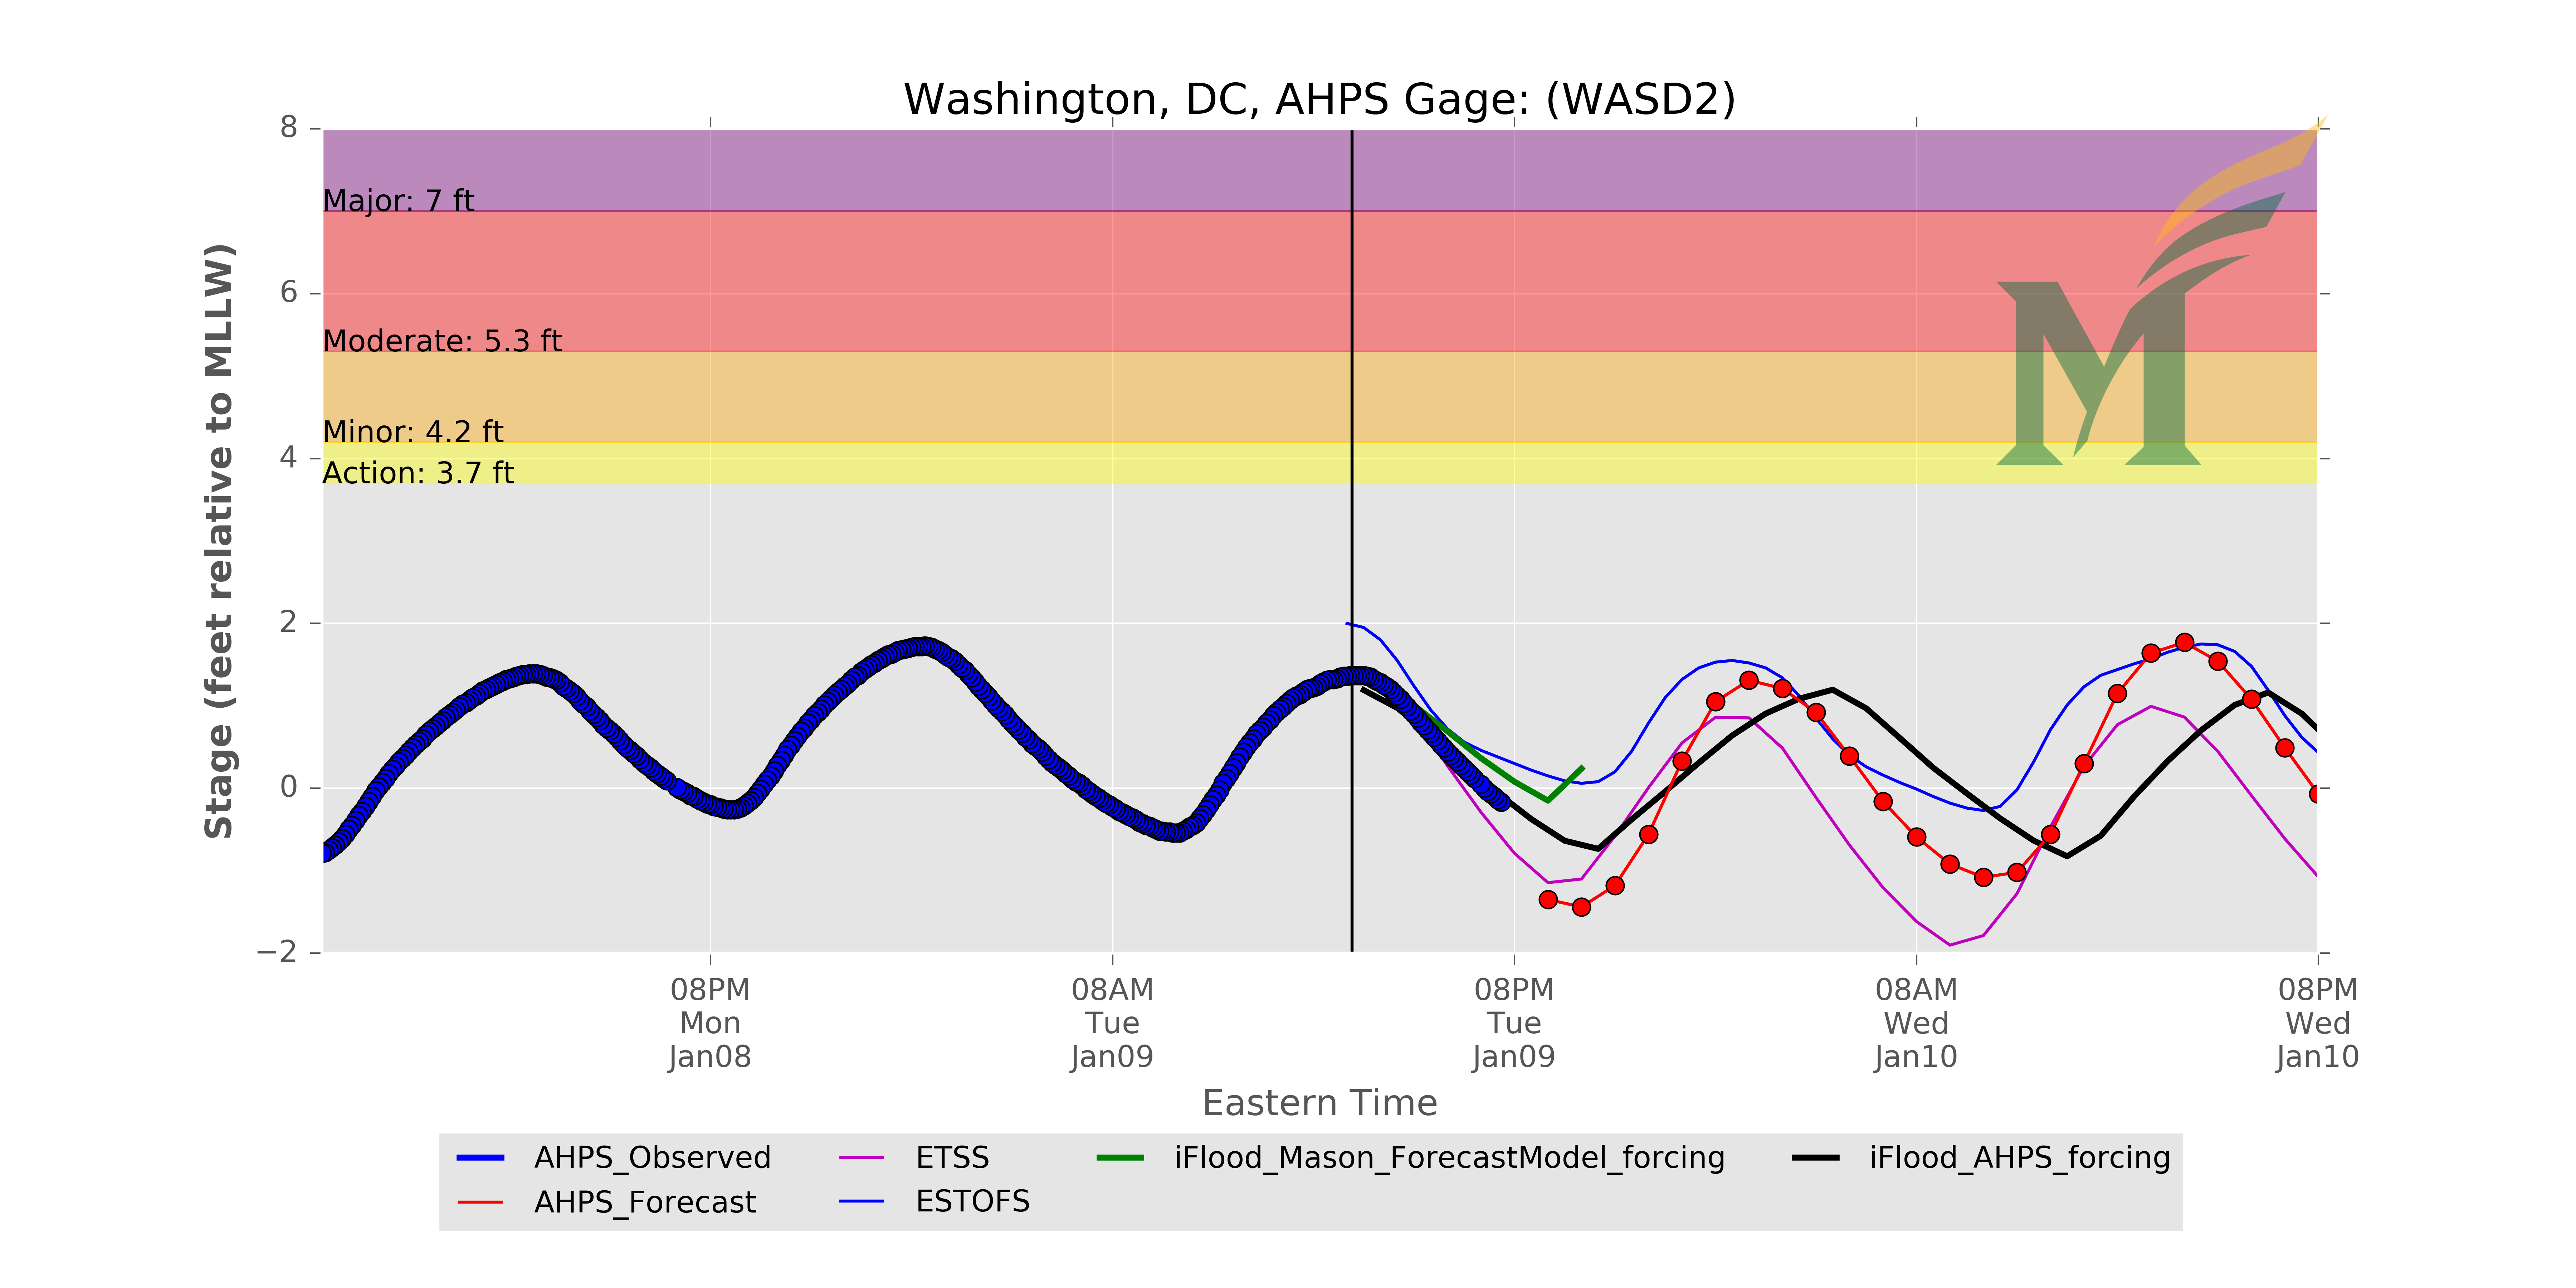 Washington, DC, AHPS Gage: (WASD2)
8
Major: 7 ft
6
Moderate: 5.3 ft
Minor: 4.2 ft
4
Action: 3.7 ft
2
0
−2
Stage (feet relative to MLLW)
08PM
Mon
Jan08
08AM
Tue
Jan09
08PM
Tue
Jan09
08AM
Wed
Jan10
08PM
Wed
Jan10
Eastern Time
AHPS_Observed
AHPS_Forecast
ETSS
ESTOFS
iFlood_Mason_ForecastModel_forcing
iFlood_AHPS_forcing
M